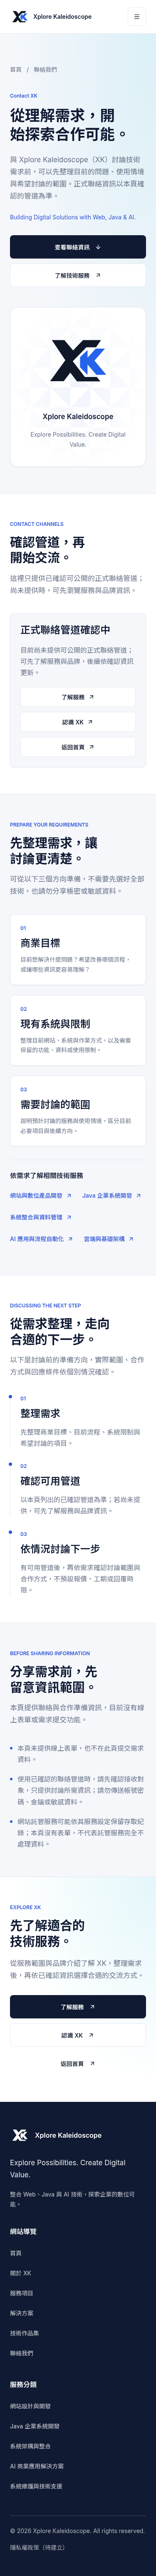 Xplore Kaleidoscope
首頁 / 聯絡我們
Contact XK
從理解需求，開
始探索合作可能。
與 Xplore Kaleidoscope（XK）討論技術
需求前，可以先整理目前的問題、使用情境
與希望討論的範圍。正式聯絡資訊以本頁確
認的管道為準。
Building Digital Solutions with Web, Java & AI.
查看聯絡資訊 ↓
了解技術服務 ↗
Xplore Kaleidoscope
Explore Possibilities. Create Digital
Value.
CONTACT CHANNELS
確認管道，再
開始交流。
這裡只提供已確認可公開的正式聯絡管道；
尚未提供時，可先瀏覽服務與品牌資訊。
正式聯絡管道確認中
目前尚未提供可公開的正式聯絡管道；
可先了解服務與品牌，後續依確認資訊
更新。
了解服務 ↗
認識 XK ↗
返回首頁 ↗
PREPARE YOUR REQUIREMENTS
先整理需求，讓
討論更清楚。
可以從以下三個方向準備，不需要先選好全部
技術，也請勿分享機密或敏感資料。
01
商業目標
目前想解決什麼問題？希望改善哪個流程，
或讓哪些資訊更容易理解？
02
現有系統與限制
整理目前網站、系統與作業方式，以及需要
保留的功能、資料或使用限制。
03
需要討論的範圍
說明預計討論的服務與使用情境，區分目前
必要項目與後續方向。
依需求了解相關技術服務
網站與數位產品開發 ↗ Java 企業系統開發 ↗
系統整合與資料管理 ↗
AI 應用與流程自動化 ↗ 雲端與基礎架構 ↗
DISCUSSING THE NEXT STEP
從需求整理，走向
合適的下一步。
以下是討論前的準備方向，實際範圍、合作
方式與回應條件依個別情況確認。
01
整理需求
先整理商業目標、目前流程、系統限制與
希望討論的項目。
02
確認可用管道
以本頁列出的已確認管道為準；若尚未提
供，可先了解服務與品牌資訊。
03
依情況討論下一步
有可用管道後，再依需求確認討論範圍與
合作方式，不預設報價、工期或回覆時
限。
BEFORE SHARING INFORMATION
分享需求前，先
留意資訊範圍。
本頁提供聯絡與合作準備資訊，目前沒有線
上表單或需求提交功能。
本頁未提供線上表單，也不在此頁提交需求
資料。
使用已確認的聯絡管道時，請先確認接收對
象，只提供討論所需資訊；請勿傳送帳號密
碼、金鑰或敏感資料。
網站託管服務可能依其服務設定保留存取紀
錄；本頁沒有表單，不代表託管服務完全不
處理資料。
EXPLORE XK
先了解適合的
技術服務。
從服務範圍與品牌介紹了解 XK，整理需求
後，再依已確認資訊選擇合適的交流方式。
了解服務 ↗
認識 XK ↗
返回首頁 ↗
Xplore Kaleidoscope
Explore Possibilities. Create Digital
Value.
整合 Web、Java 與 AI 技術，探索企業的數位可
能。
網站導覽
首頁
關於 XK
服務項目
解決方案
技術作品集
聯絡我們
服務分類
網站設計與開發
Java 企業系統開發
系統架構與整合
AI 商業應用解決方案
系統維護與技術支援
© 2026 Xplore Kaleidoscope. All rights reserved.
隱私權政策（待建立）